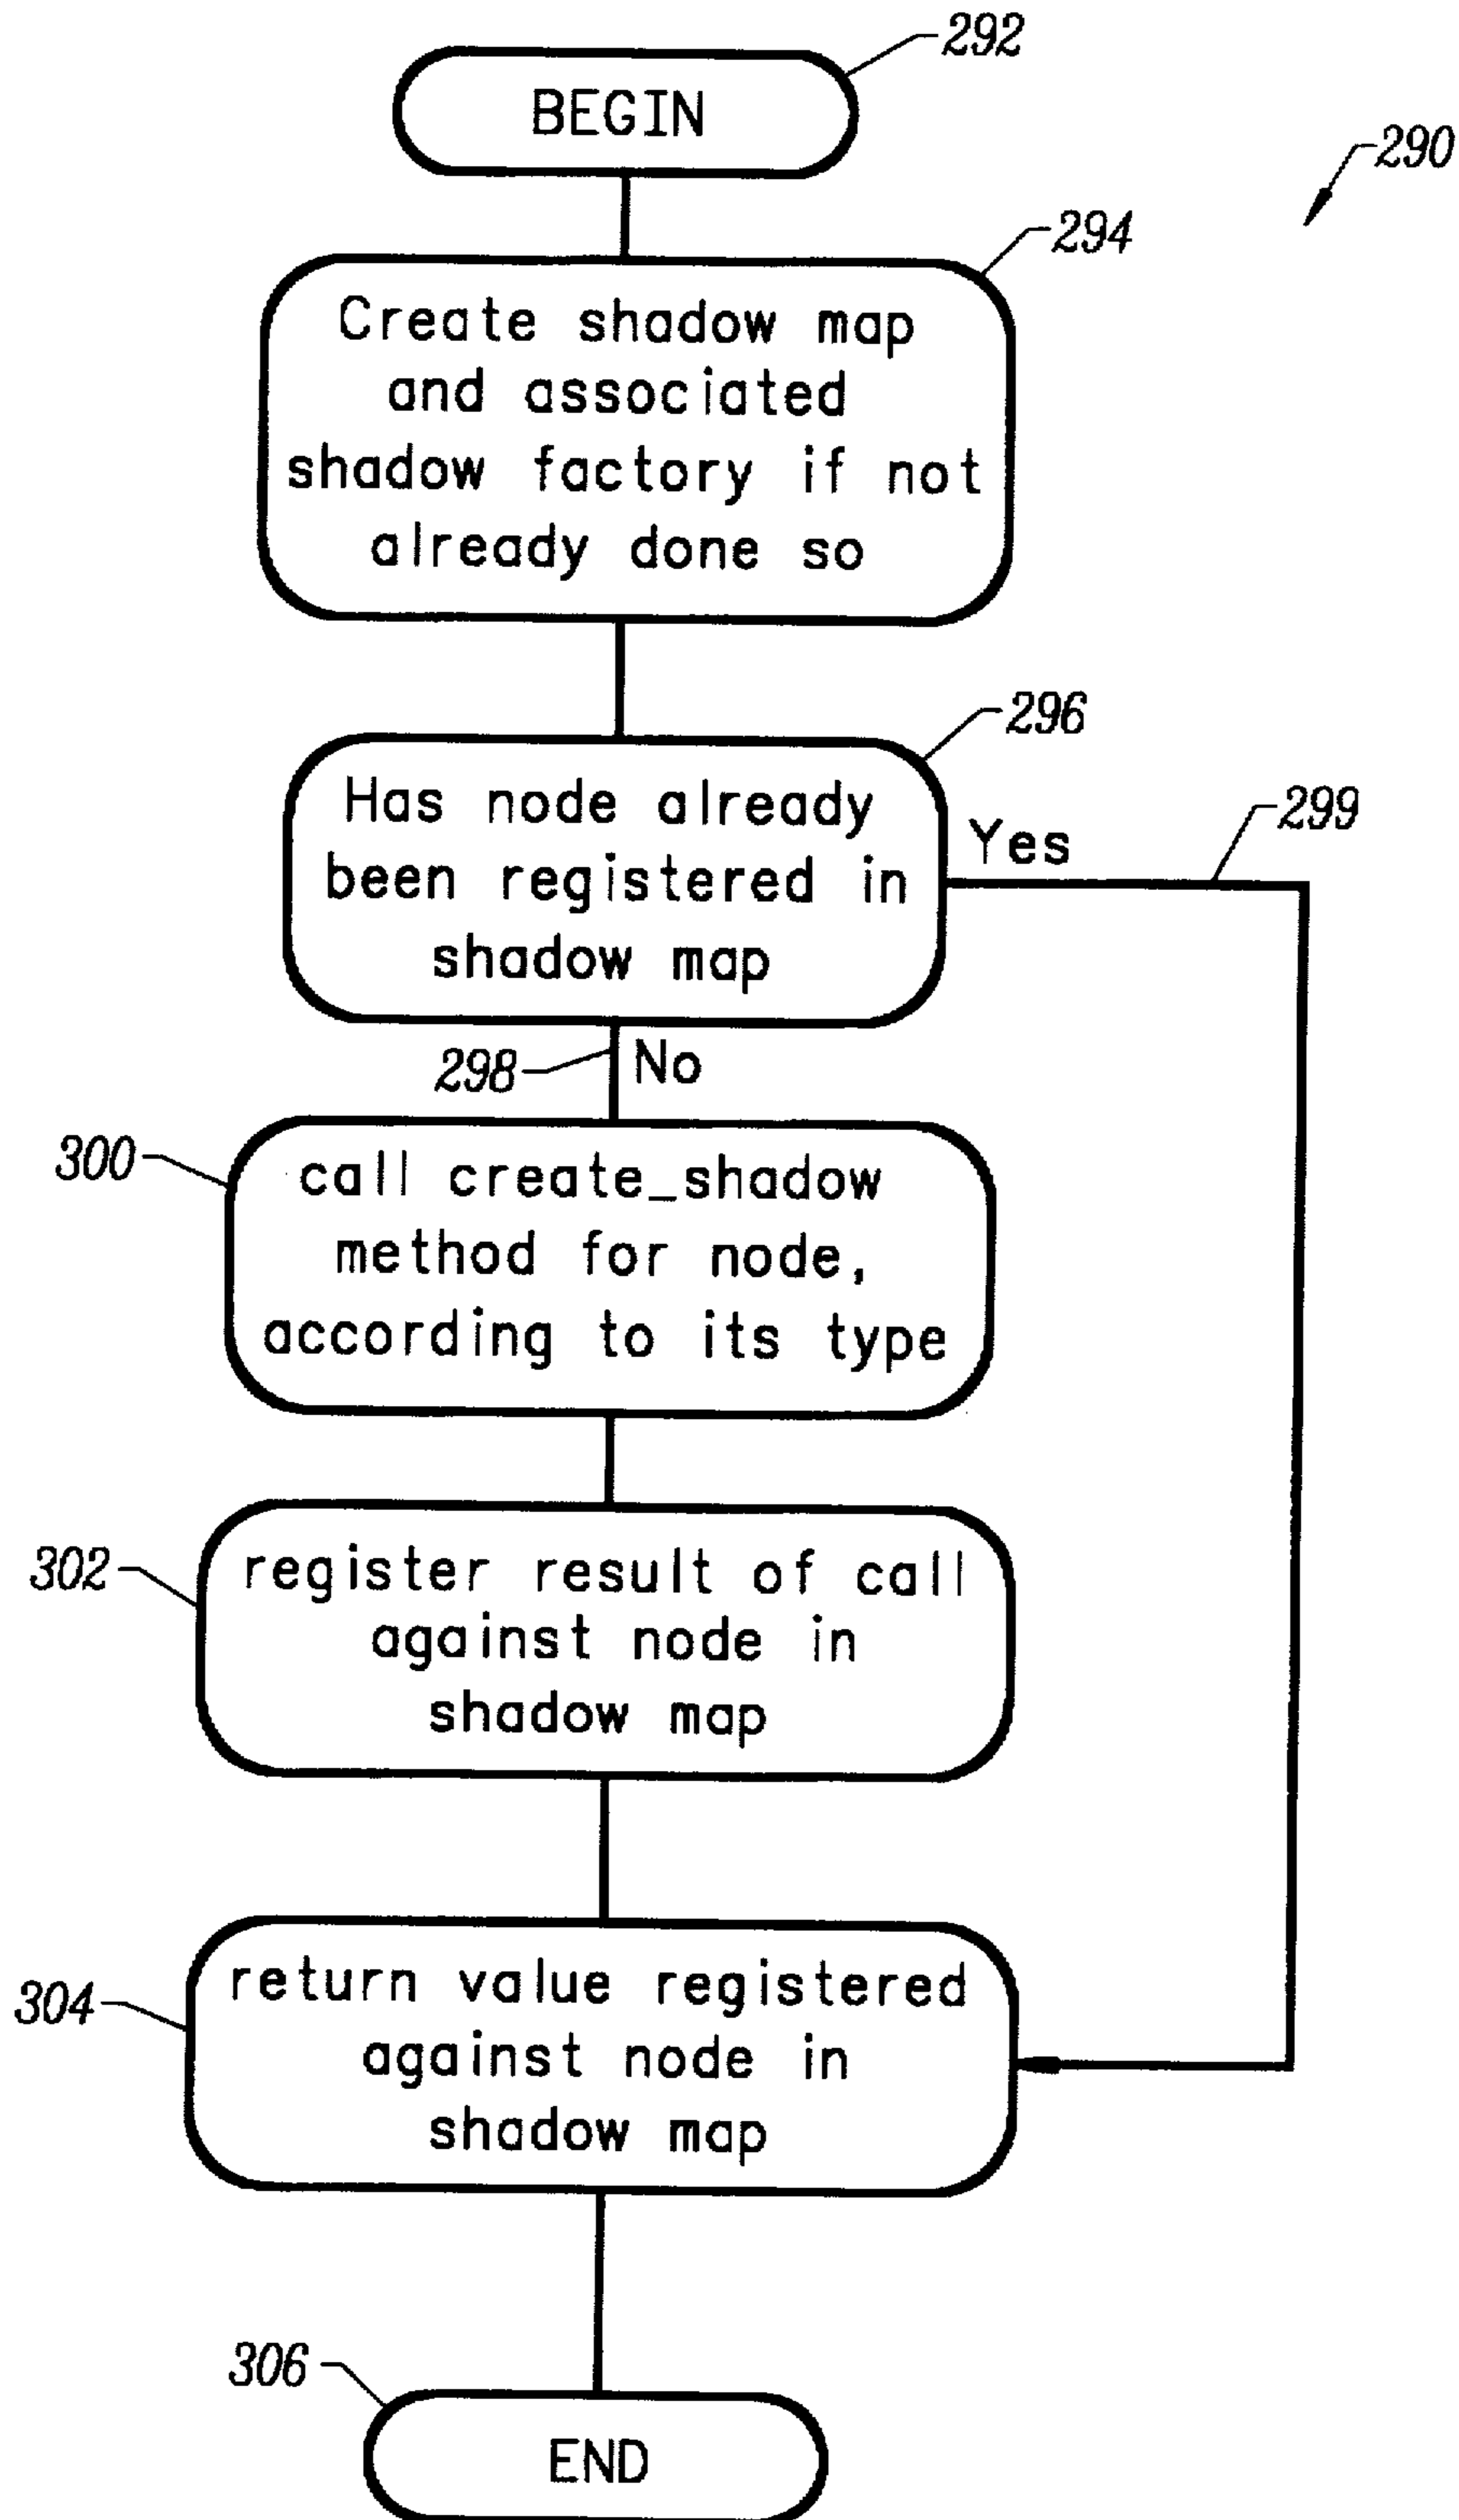 292
BEGIN
290
294
Create shadow map
and associated
shadow factory if not
already done so
296
Has node already
been registered in
shadow map
Yes
299
298
No
300
call create_shadow
method for node,
according to its type
302
register result of call
against node in
shadow map
304
return value registered
against node in
shadow map
306
END